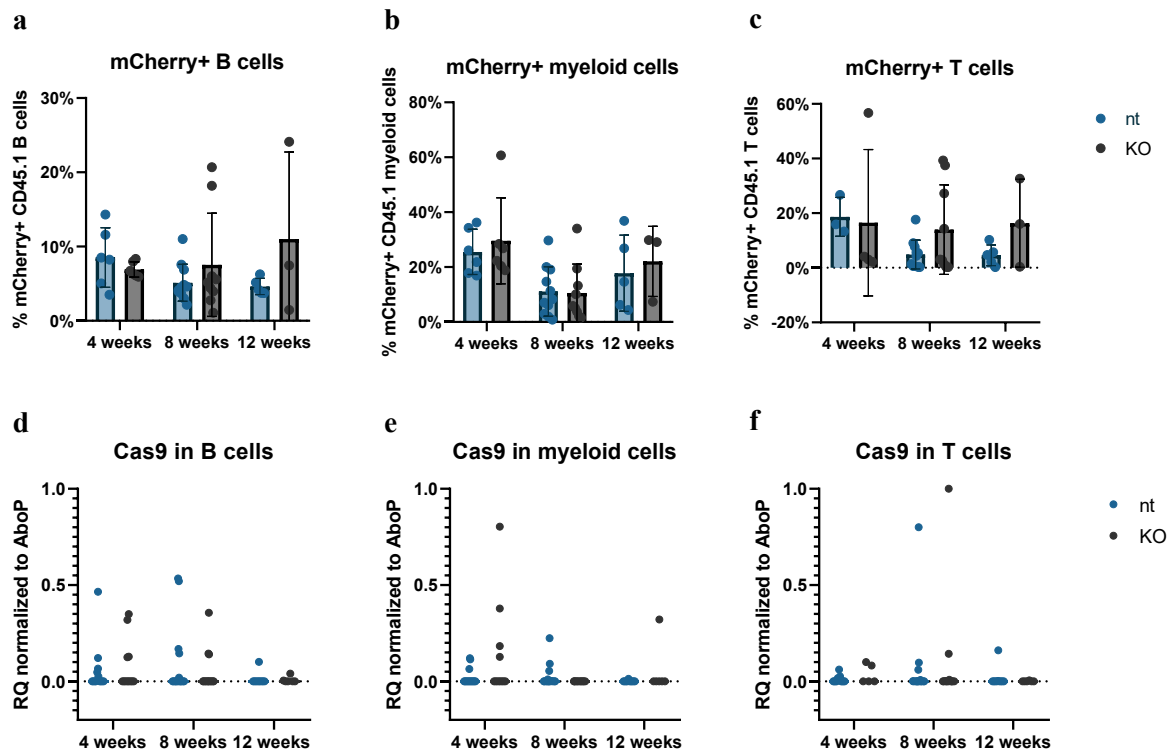 a
mCherry+ B cells
% mCherry+ CD45.1 B cells
30%
20%
10%
0%
4 weeks 8 weeks 12 weeks
b
mCherry+ myeloid cells
% mCherry+ CD45.1 myeloid cells
80%
60%
40%
20%
0%
4 weeks 8 weeks 12 weeks
c
mCherry+ T cells
% mCherry+ CD45.1 T cells
60%
40%
20%
0%
-20%
4 weeks 8 weeks 12 weeks
nt
KO
d
Cas9 in B cells
RQ normalized to AboP
1.0
0.5
0.0
4 weeks 8 weeks 12 weeks
e
Cas9 in myeloid cells
RQ normalized to AboP
1.0
0.5
0.0
4 weeks 8 weeks 12 weeks
f
Cas9 in T cells
RQ normalized to AboP
1.0
0.5
0.0
4 weeks 8 weeks 12 weeks
nt
KO